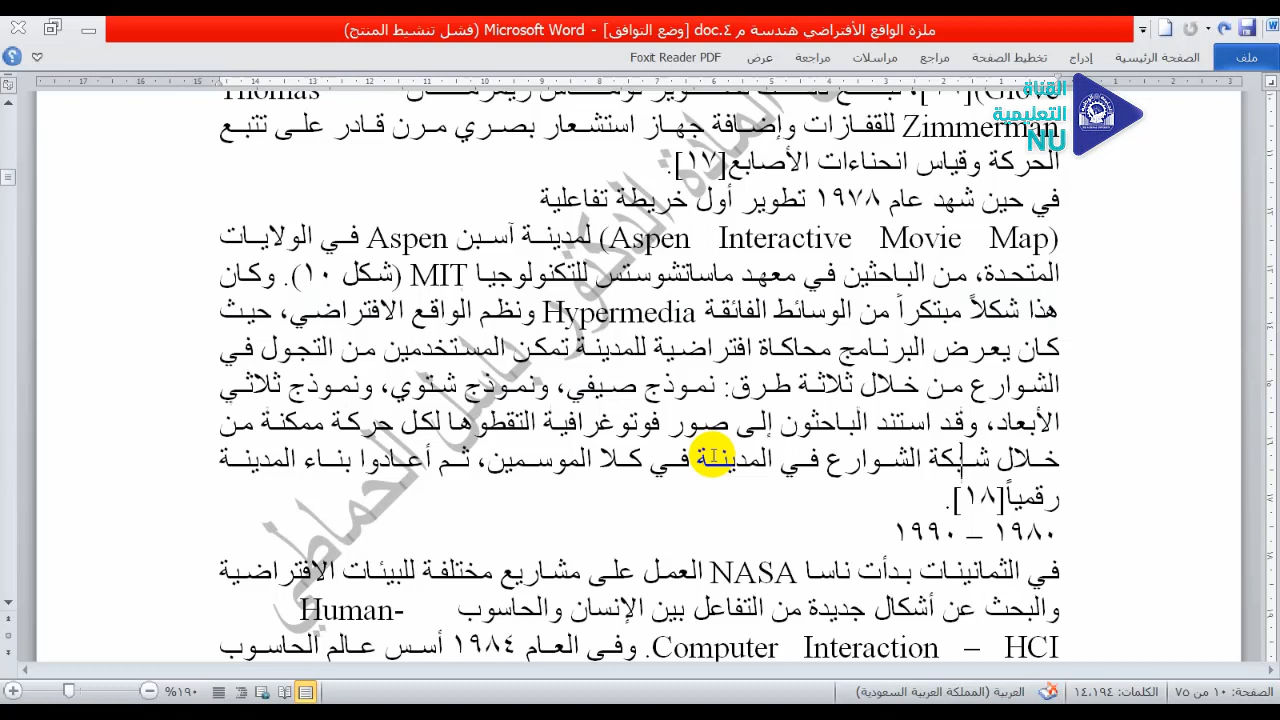 ملزة الواقع الأفتراضي هندسة م ٤.doc [وضع التوافق] - Microsoft Word (فشل تنشيط المنتج)
ملف الصفحة الرئيسية إدراج تخطيط الصفحة مراجع مراسلات مراجعة عرض Foxit Reader PDF
القناة
التعليمية
NU
Thomas
Zimmerman للقفازات وإضافة جهاز استشعار بصري مرن قادر على تتبع
الحركة وقياس انحناءات الأصابع[١٧].
في حين شهد عام ١٩٧٨ تطوير أول خريطة تفاعلية
(Aspen Interactive Movie Map) لمدينة آسبن Aspen في الولايات
المتحدة، من الباحثين في معهد ماساتشوستس للتكنولوجيا MIT (شكل ١٠). وكان
هذا شكلاً مبتكراً من الوسائط الفائقة Hypermedia ونظم الواقع الافتراضي، حيث
كان يعرض البرنامج محاكاة افتراضية للمدينة تمكن المستخدمين من التجول في
الشوارع من خلال ثلاثة طرق: نموذج صيفي، ونموذج شتوي، ونموذج ثلاثي
الأبعاد، وقد استند الباحثون إلى صور فوتوغرافية التقطوها لكل حركة ممكنة من
خلال شبكة الشوارع في المدينة في كلا الموسمين، ثم أعادوا بناء المدينة
رقمياً[١٨].
١٩٨٠ – ١٩٩٠
في الثمانينات بدأت ناسا NASA العمل على مشاريع مختلفة للبيئات الافتراضية
والبحث عن أشكال جديدة من التفاعل بين الإنسان والحاسوب Human-
Computer Interaction – HCI. وفي العام ١٩٨٤ أسس عالم الحاسوب
الصفحة: ١٠ من ٧٥ الكلمات: ١٤,١٩٤ العربية (المملكة العربية السعودية) ١٩٠%